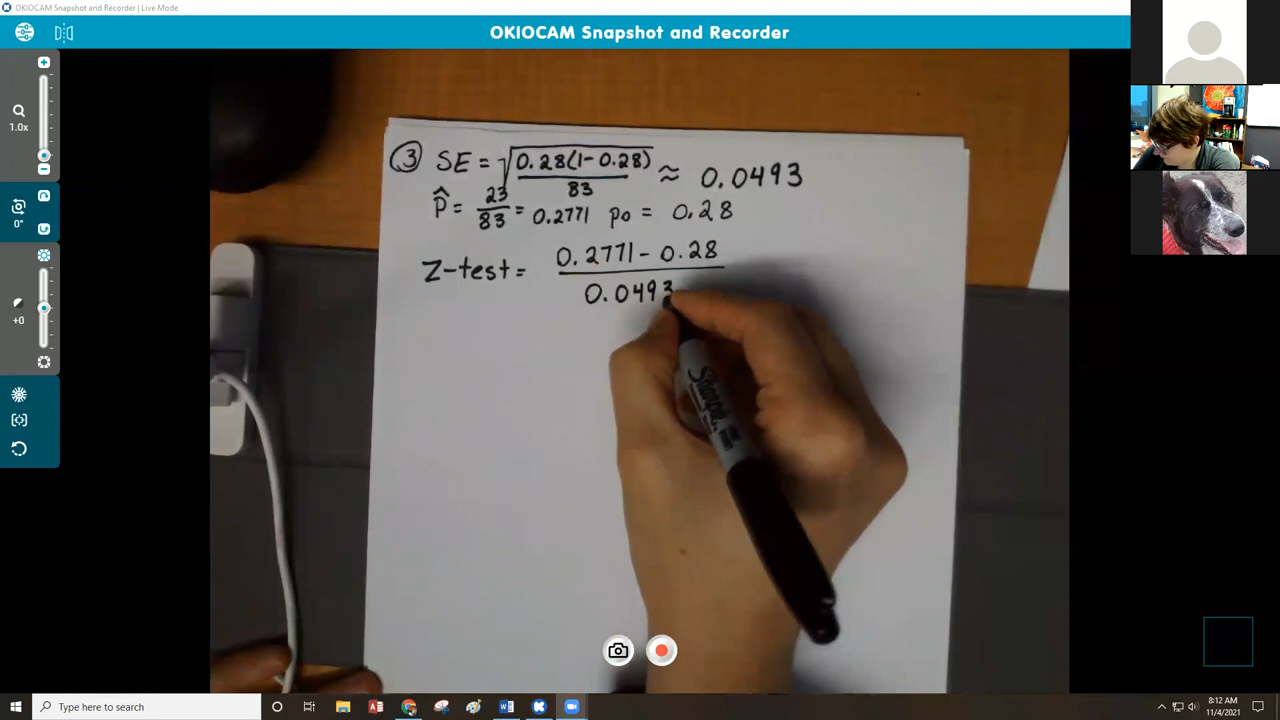 OKIOCAM Snapshot and Recorder | Live Mode
OKIOCAM Snapshot and Recorder
1.0x
0°
+0
3 SE = √0.28(1-0.28)/83 ≈ 0.0493
p̂ = 23/83 = 0.2771 po = 0.28
Z-test = 0.2771 - 0.28
0.0493
Sharpie
Type here to search
8:12 AM
11/4/2021